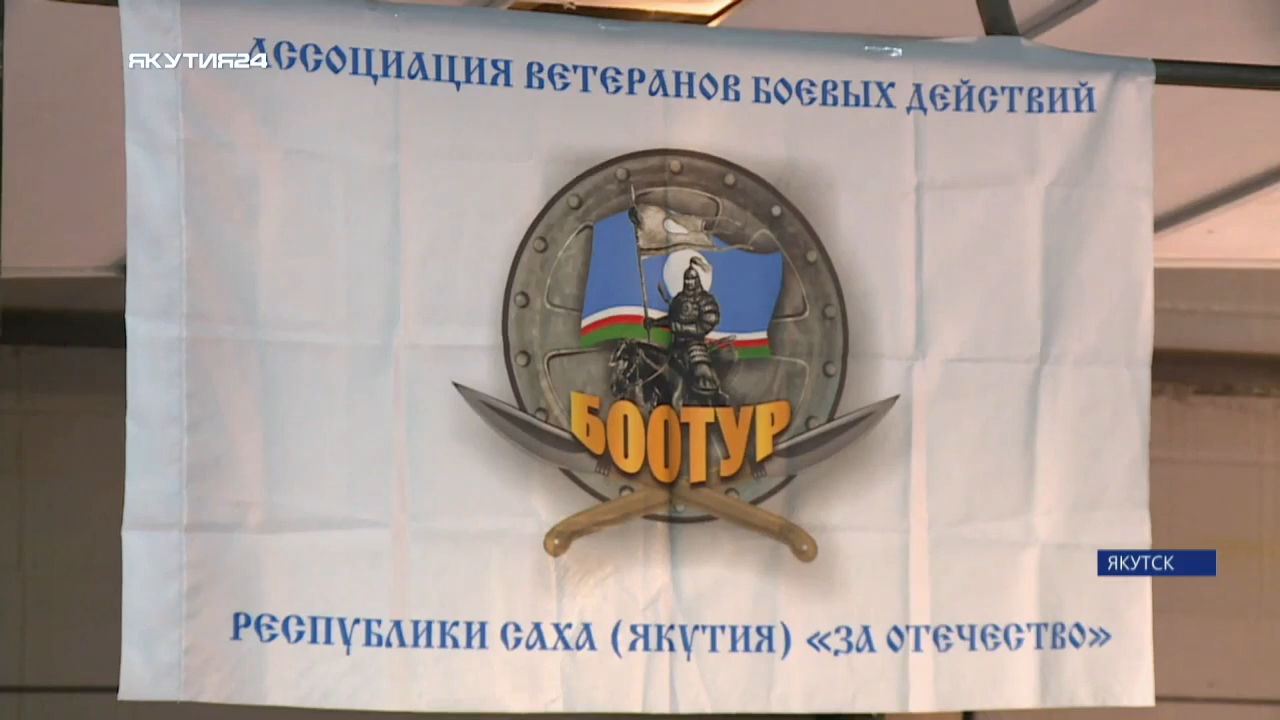 ЯКУТИЯ24
АССОЦИАЦИЯ ВЕТЕРАНОВ БОЕВЫХ ДЕЙСТВИЙ
БООТУР
ЯКУТСК
РЕСПУБЛИКИ САХА (ЯКУТИЯ) «ЗА ОТЕЧЕСТВО»